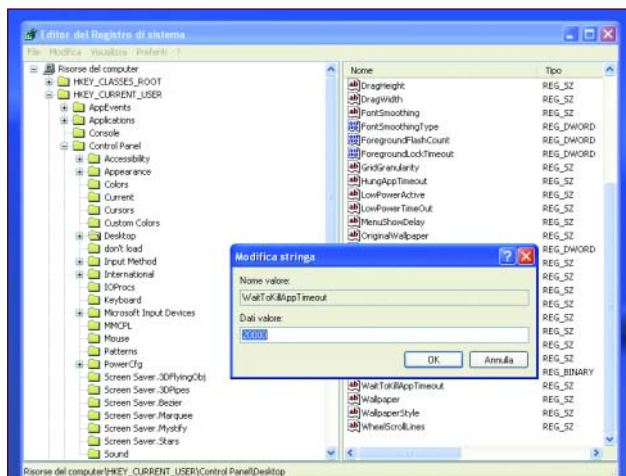 Editor del Registro di sistema
File Modifica Visualizza Preferiti ?
Risorse del computer
HKEY_CLASSES_ROOT
HKEY_CURRENT_USER
AppEvents
Applications
Console
Control Panel
Accessibility
Appearance
Colors
Current
Cursors
Custom Colors
Desktop
don't load
Input Method
International
IOProcs
Keyboard
Microsoft Input Devices
MMCPL
Mouse
Patterns
PowerCfg
Screen Saver.3DFlyingObj
Screen Saver.3DPipes
Screen Saver.Bezier
Screen Saver.Marquee
Screen Saver.Mystify
Screen Saver.Stars
Sound
Nome Tipo
DragHeight REG_SZ
DragWidth REG_SZ
FontSmoothing REG_SZ
FontSmoothingType REG_DWORD
ForegroundFlashCount REG_DWORD
ForegroundLockTimeout REG_DWORD
GridGranularity REG_SZ
HungAppTimeout REG_SZ
LowPowerActive REG_SZ
LowPowerTimeOut REG_SZ
MenuShowDelay REG_SZ
OriginalWallpaper REG_SZ
REG_DWORD
REG_SZ
REG_SZ
REG_SZ
REG_SZ
REG_SZ
REG_SZ
REG_SZ
REG_SZ
REG_BINARY
WaitToKillAppTimeout REG_SZ
Wallpaper REG_SZ
WallpaperStyle REG_SZ
WheelScrollLines REG_SZ
Modifica stringa
Nome valore:
WaitToKillAppTimeout
Dati valore:
20000
OK Annulla
Risorse del computer\HKEY_CURRENT_USER\Control Panel\Desktop